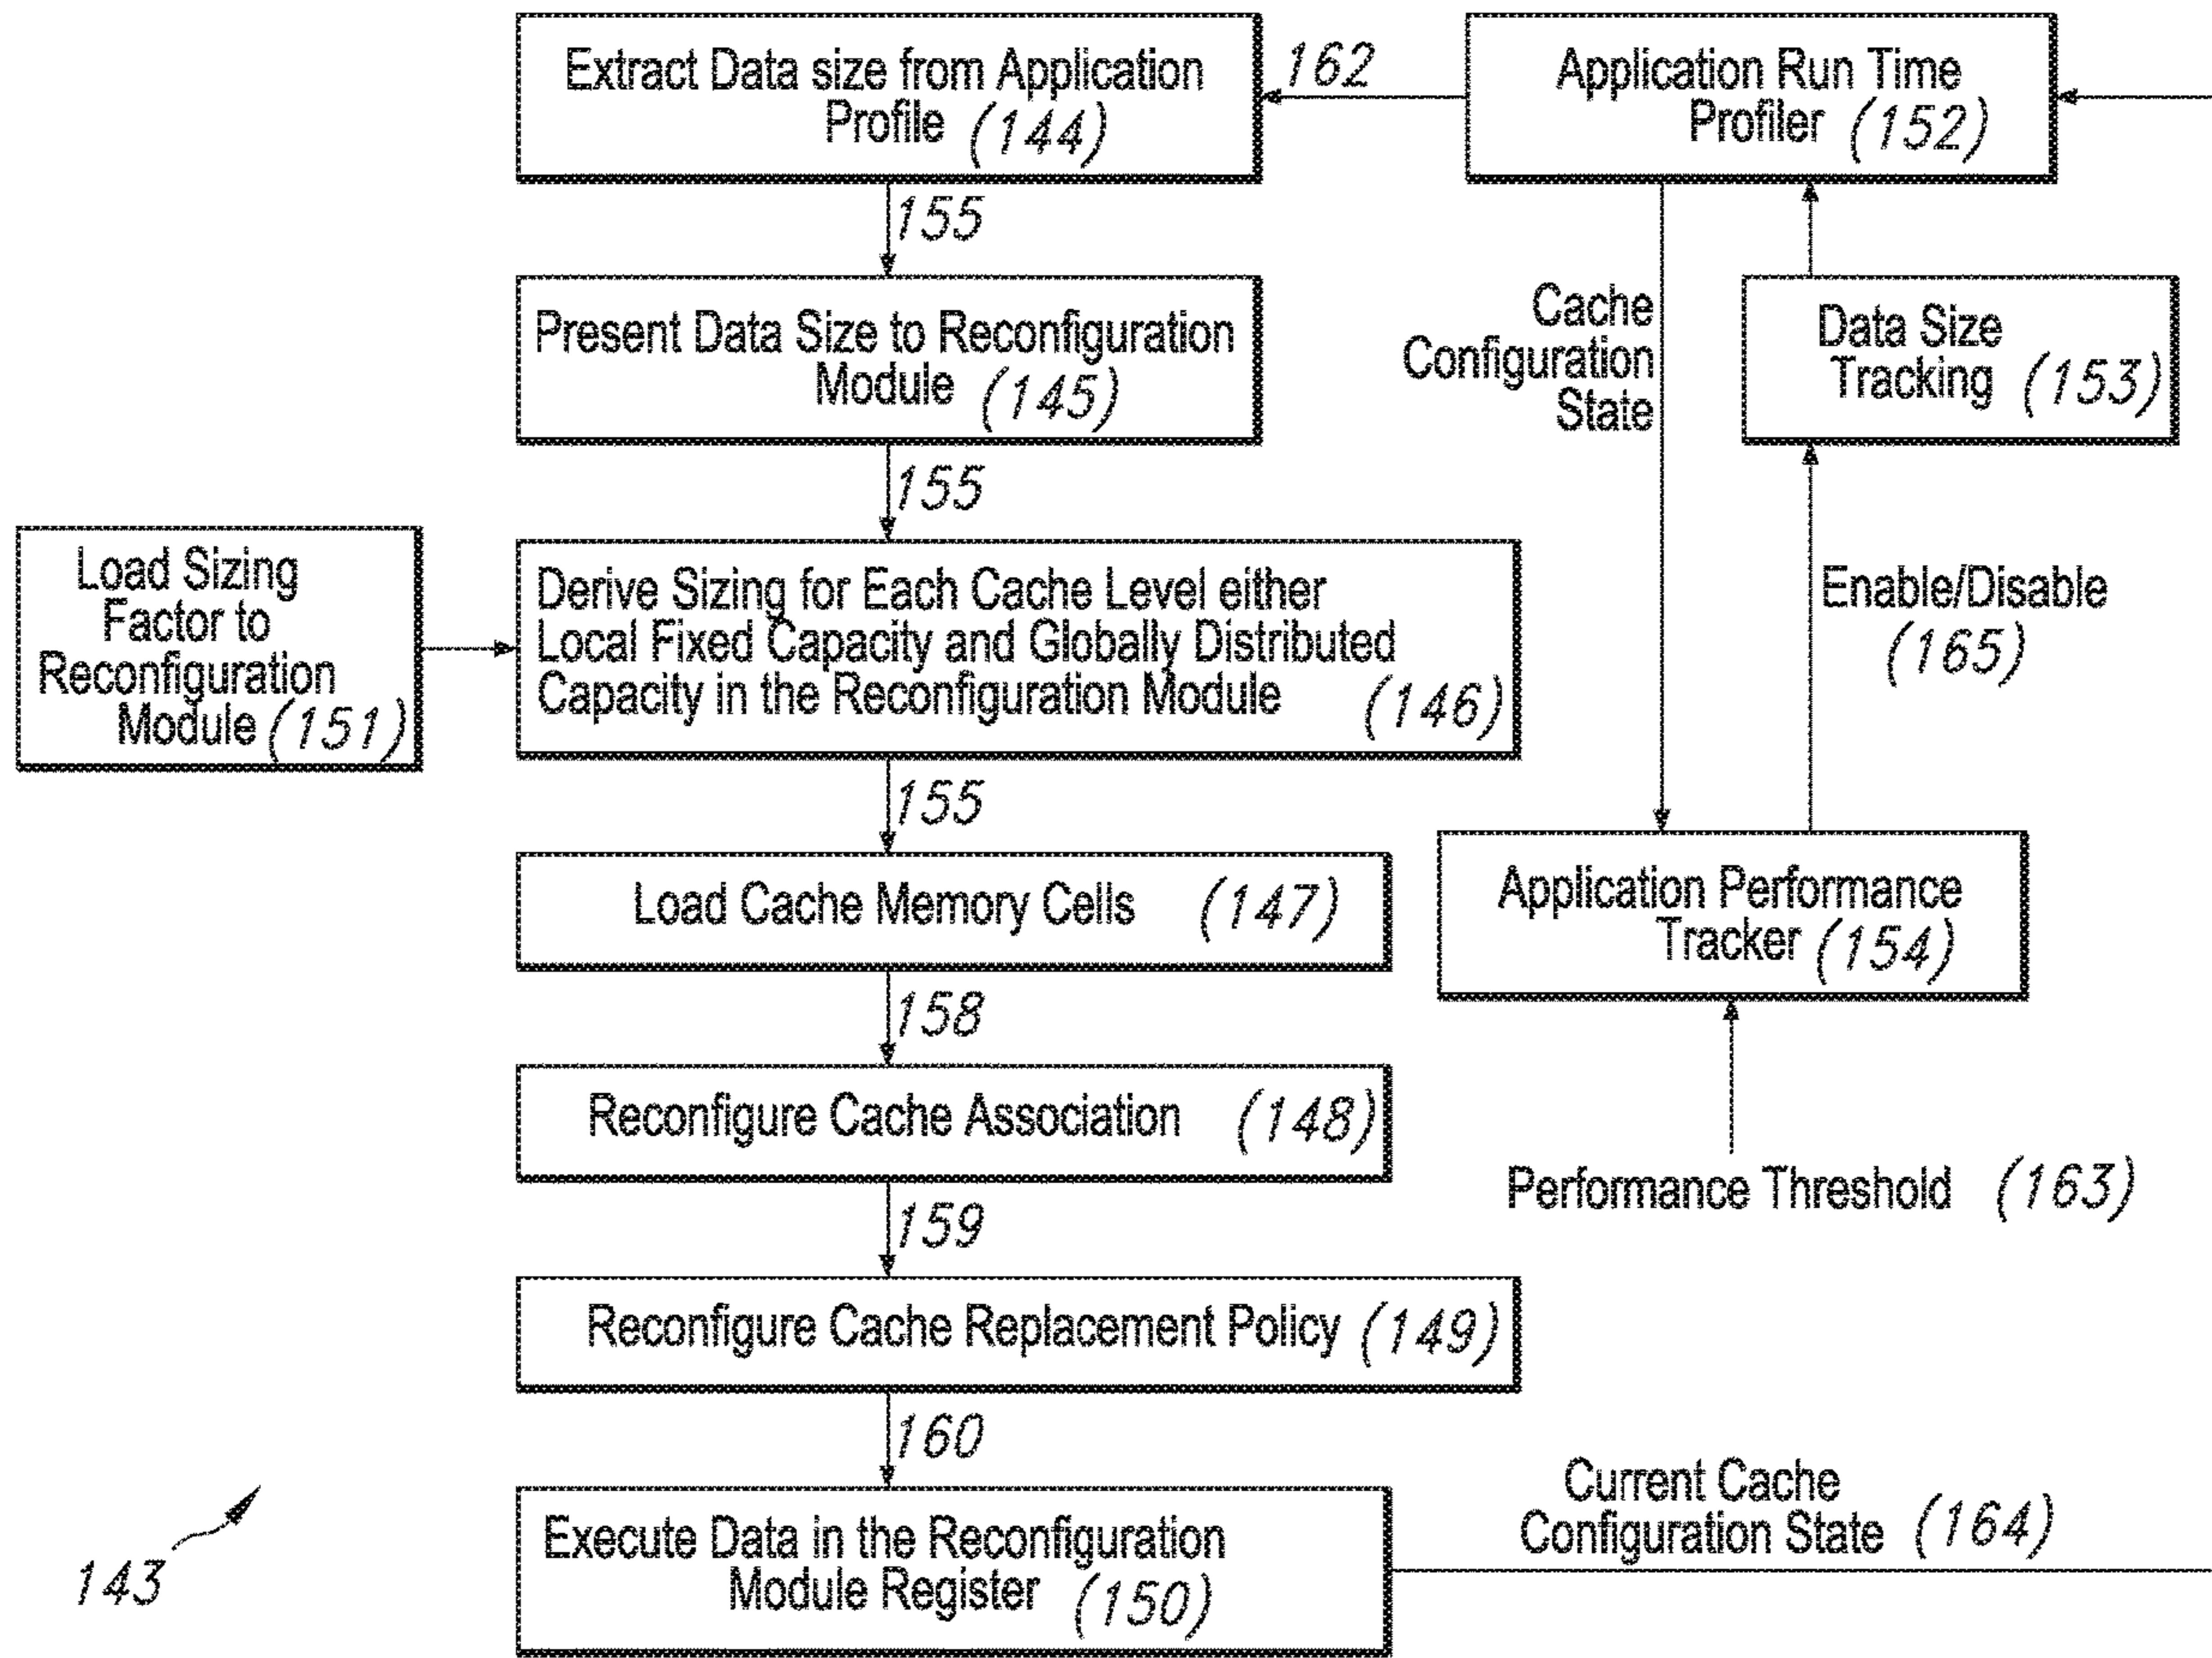 Extract Data size from Application
Profile (144)
162
Application Run Time
Profiler (152)
155
Present Data Size to Reconfiguration
Module (145)
Cache
Configuration
State
Data Size
Tracking (153)
155
Load Sizing
Factor to
Reconfiguration
Module (151)
Derive Sizing for Each Cache Level either
Local Fixed Capacity and Globally Distributed
Capacity in the Reconfiguration Module (146)
Enable/Disable
(165)
155
Load Cache Memory Cells (147)
Application Performance
Tracker (154)
158
Reconfigure Cache Association (148)
Performance Threshold (163)
159
Reconfigure Cache Replacement Policy (149)
160
Execute Data in the Reconfiguration
Module Register (150)
Current Cache
Configuration State (164)
143